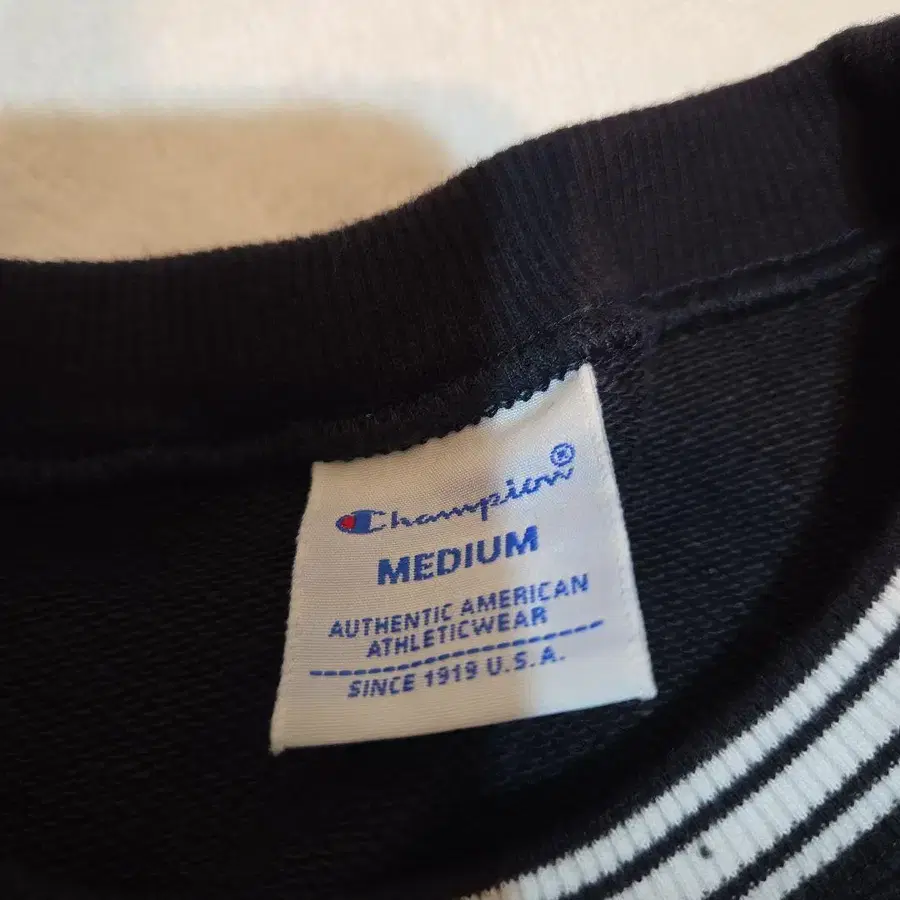 Champion®
MEDIUM
AUTHENTIC AMERICAN
ATHLETICWEAR
SINCE 1919 U.S.A.